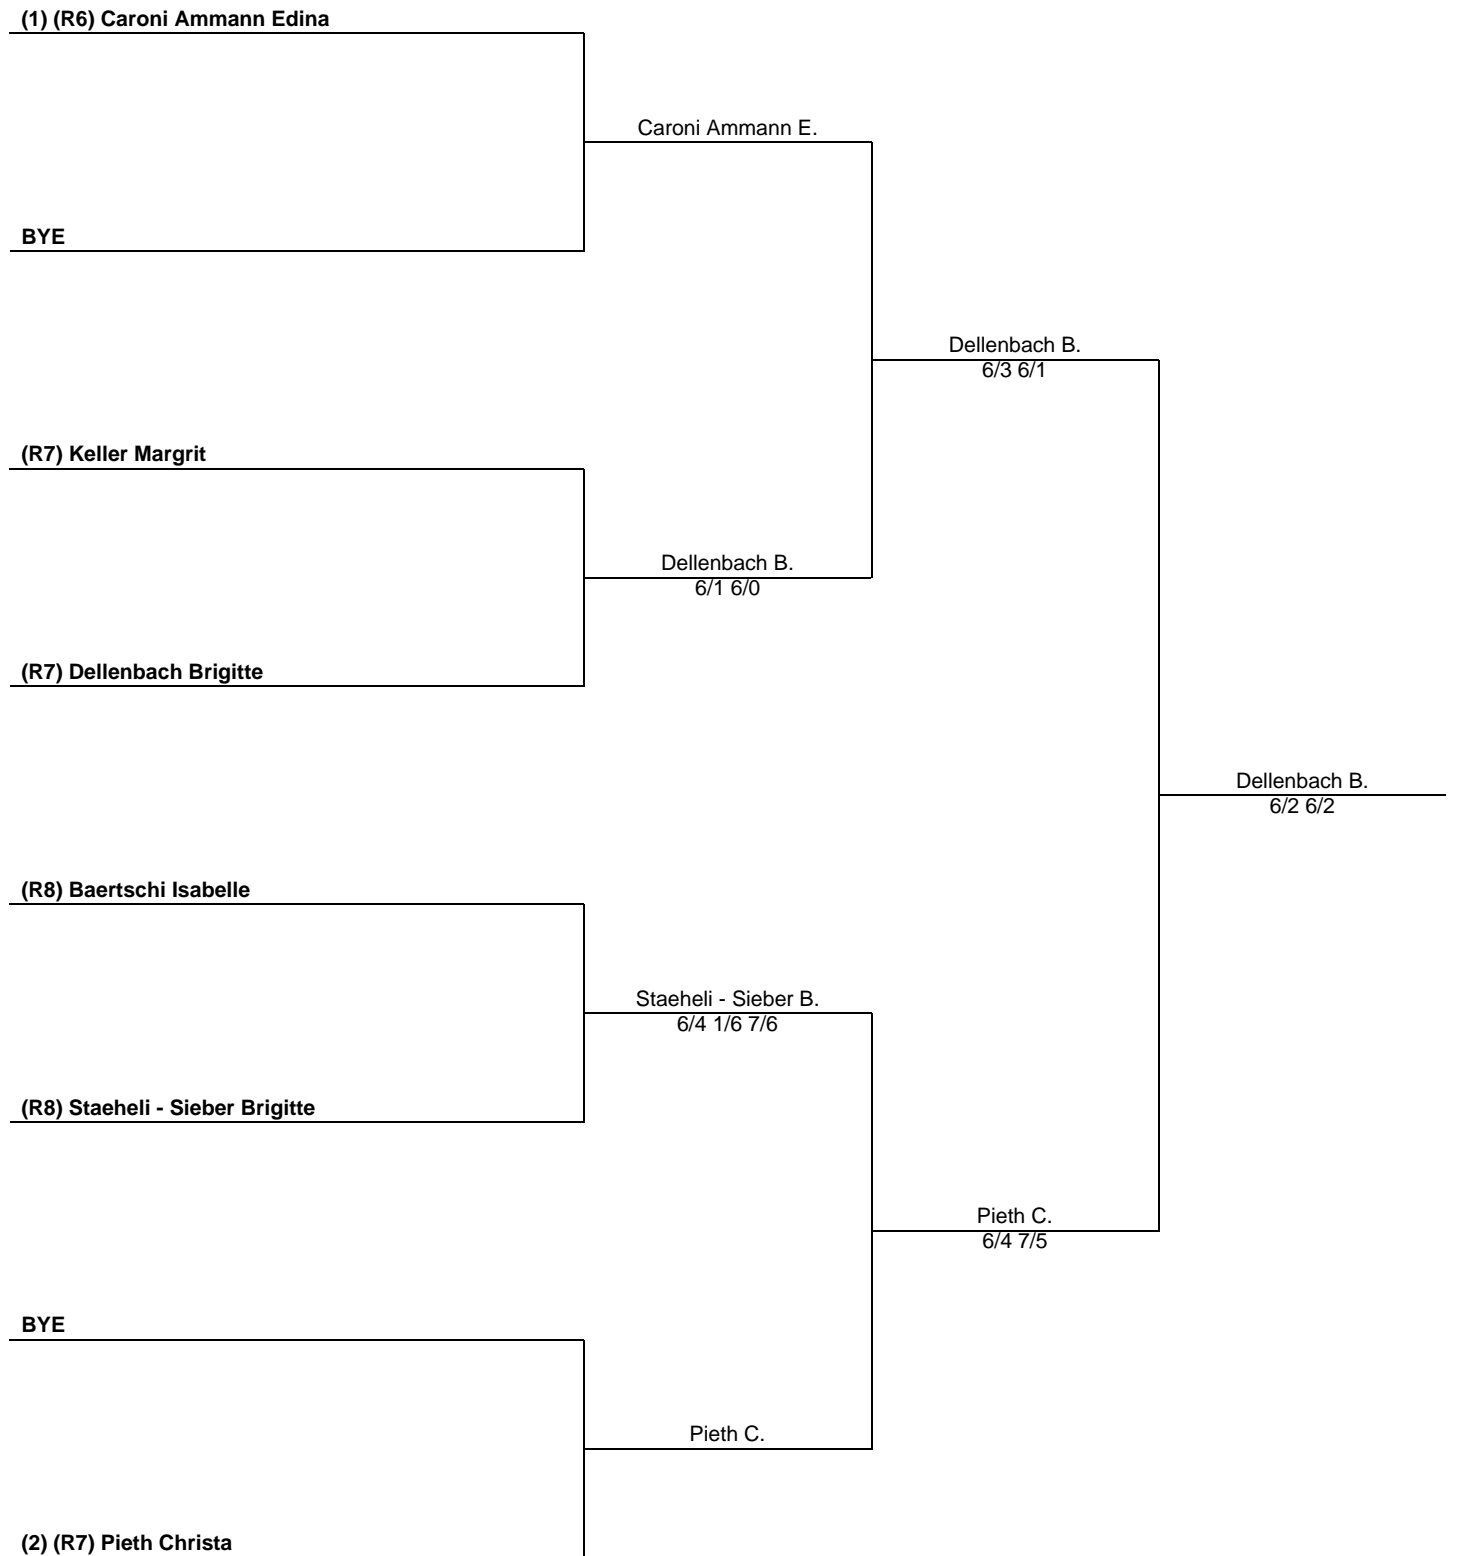 (1) (R6) Caroni Ammann Edina
Caroni Ammann E.
BYE
Dellenbach B.
6/3 6/1
(R7) Keller Margrit
Dellenbach B.
6/1 6/0
(R7) Dellenbach Brigitte
Dellenbach B.
6/2 6/2
(R8) Baertschi Isabelle
Staeheli - Sieber B.
6/4 1/6 7/6
(R8) Staeheli - Sieber Brigitte
Pieth C.
6/4 7/5
BYE
Pieth C.
(2) (R7) Pieth Christa